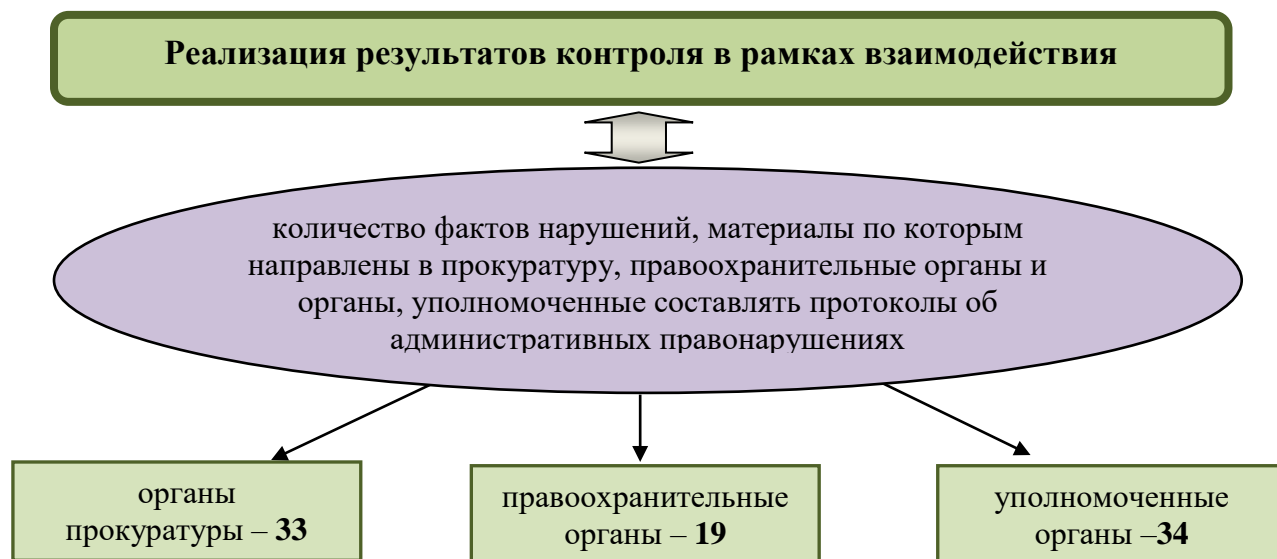 Реализация результатов контроля в рамках взаимодействия
количество фактов нарушений, материалы по которым
направлены в прокуратуру, правоохранительные органы и
органы, уполномоченные составлять протоколы об
административных правонарушениях
органы
прокуратуры – 33
правоохранительные
органы – 19
уполномоченные
органы –34